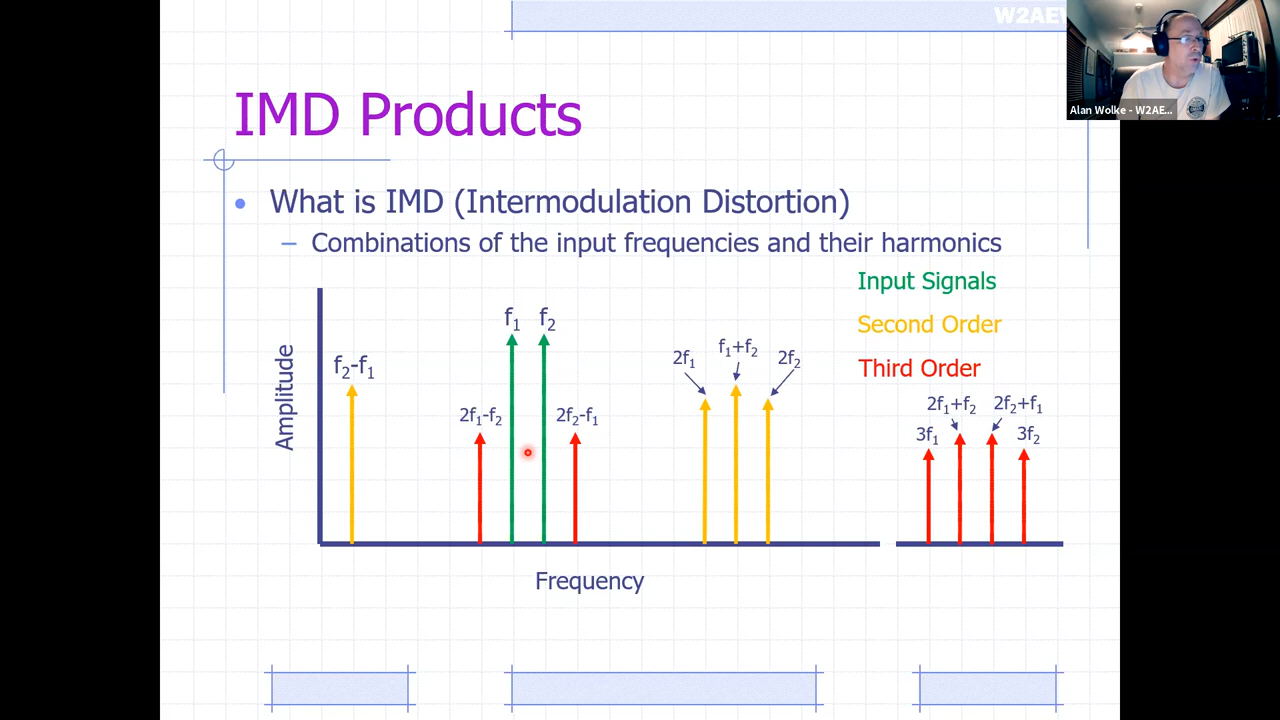 W2AEW
Alan Wolke - W2AE...
IMD Products
• What is IMD (Intermodulation Distortion)
– Combinations of the input frequencies and their harmonics
Input Signals
Second Order
Third Order
Amplitude
f₂-f₁
2f₁-f₂
f₁
f₂
2f₂-f₁
2f₁
f₁+f₂
2f₂
3f₁
2f₁+f₂
2f₂+f₁
3f₂
Frequency